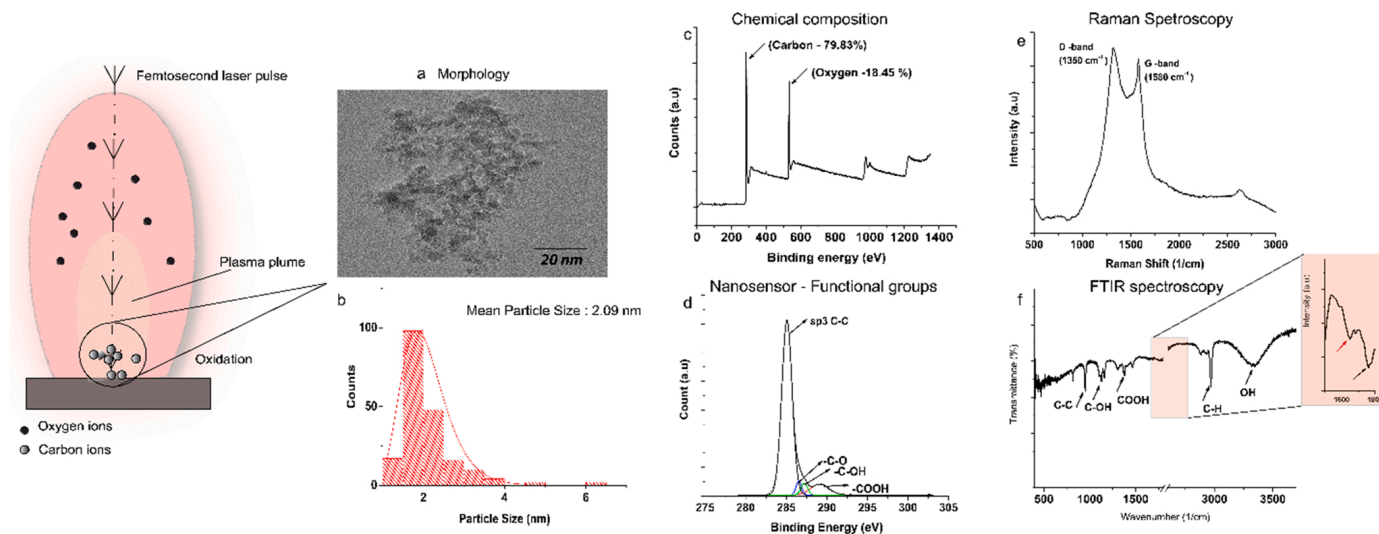 Femtosecond laser pulse
Plasma plume
Oxidation
Oxygen ions
Carbon ions
a Morphology
20 nm
b
Mean Particle Size : 2.09 nm
100
50
0
Counts
2 4 6
Particle Size (nm)
Chemical composition
c
(Carbon - 79.83%)
(Oxygen -18.45 %)
Counts (a.u)
0 200 400 600 800 1000 1200 1400
Binding energy (eV)
Nanosensor - Functional groups
d
sp3 C-C
-C-O
-C-OH
-COOH
Count (a.u)
275 280 285 290 295 300 305
Binding Energy (eV)
Raman Spetroscopy
e
D -band
(1350 cm-1)
G -band
(1580 cm-1)
Intensity (a.u)
500 1000 1500 2000 2500 3000
Raman Shift (1/cm)
f FTIR spectroscopy
Transmittance (%)
C-C
C-OH
COOH
C-H
OH
500 1000 1500 3000 3500
Wavenumber (1/cm)
Intensity (a.u)
1600